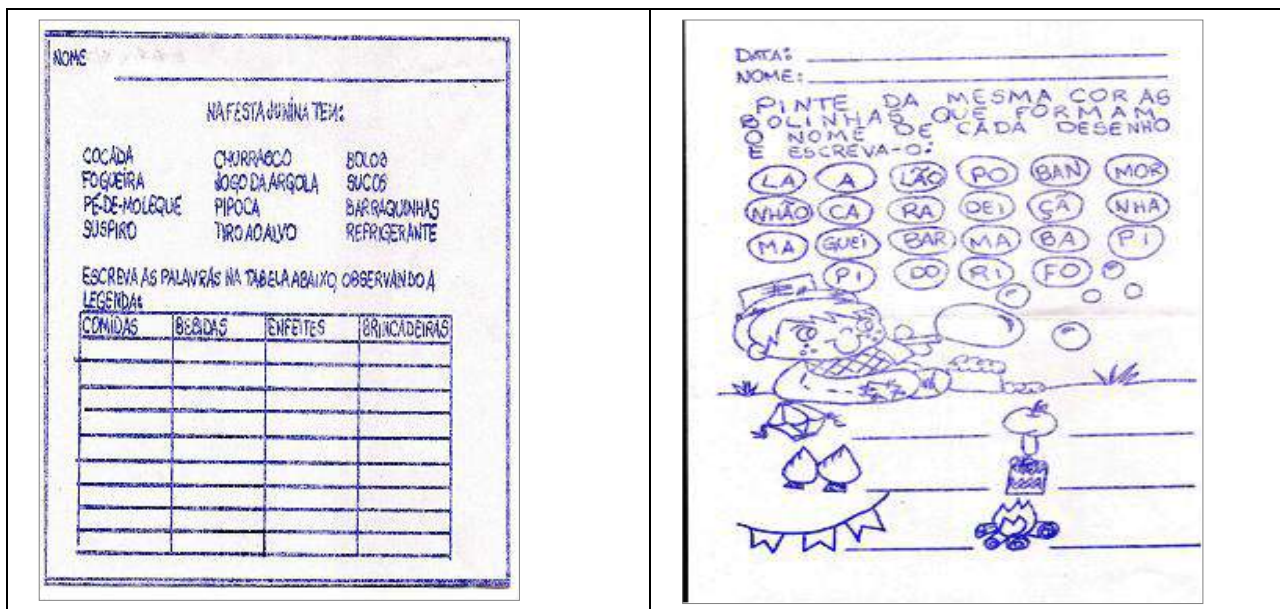 NOME
NA FESTA JUNINA TEM:
COCADA CHURRASCO BOLOS
FOGUEIRA JOGO DA ARGOLA SUCOS
PÉ-DE-MOLEQUE PIPOCA BARRAQUINHAS
SUSPIRO TIRO AO ALVO REFRIGERANTE
ESCREVA AS PALAVRAS NA TABELA ABAIXO, OBSERVANDO A
LEGENDA:
COMIDAS BEBIDAS ENFEITES BRINCADEIRAS
DATA:
NOME:
PINTE DA MESMA COR AS
BOLINHAS QUE FORMAM
O NOME DE CADA DESENHO
E ESCREVA-O:
LA A LÃO PO BAN MOR
NHÃO CA RA DEI ÇÃ NHA
MA GUEI BAR MA BA PI
PI DO RI FO